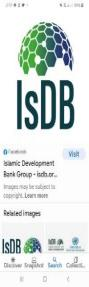 IsDB
Facebook
Visit
Islamic Development
Bank Group - isdb.or...
Images may be subject to
copyright. Learn more
Related images
IsDB
Discover
Snapshot
Search
Collecti...